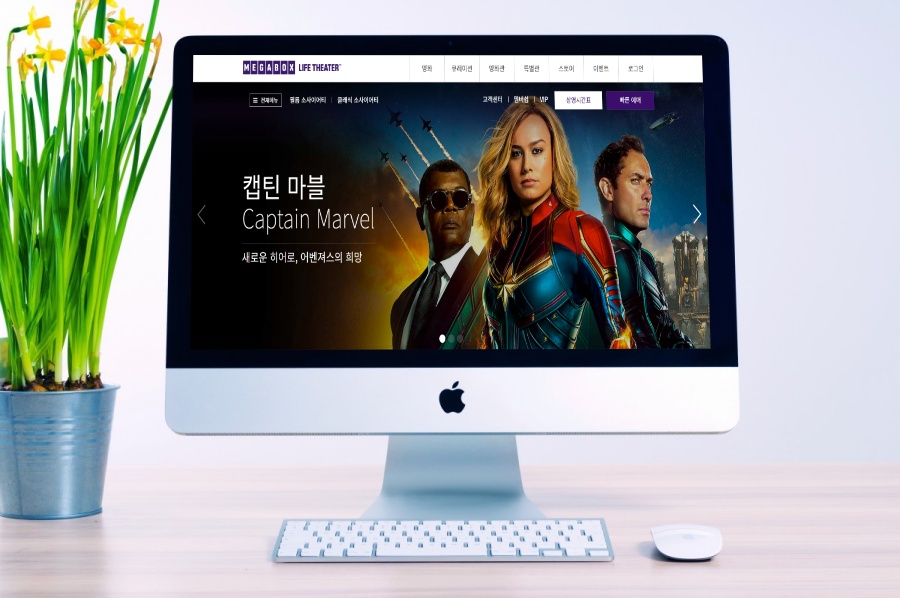 MEGABOX LIFE THEATER
영화 큐레이션 영화관 특별관 스토어 이벤트 로그인
전체메뉴 필름 소사이어티 | 클래식 소사이어티 고객센터 | 멤버쉽 | VIP 상영시간표 빠른 예매
캡틴 마블
Captain Marvel
새로운 히어로, 어벤져스의 희망